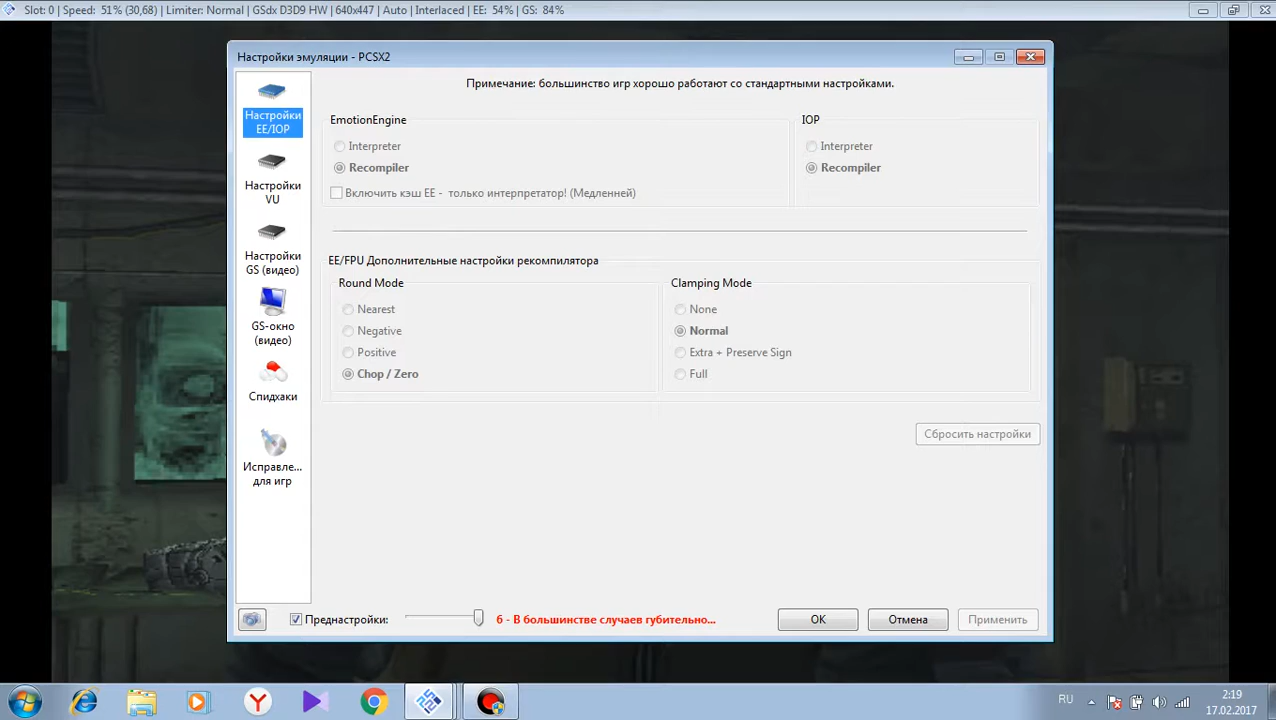 Slot: 0 | Speed: 51% (30,68) | Limiter: Normal | GSdx D3D9 HW | 640x447 | Auto | Interlaced | EE: 54% | GS: 84%
Настройки эмуляции - PCSX2
Примечание: большинство игр хорошо работают со стандартными настройками.
Настройки
EE/IOP
Настройки
VU
Настройки
GS (видео)
GS-окно
(видео)
Спидхаки
Исправле...
для игр
EmotionEngine
Interpreter
Recompiler
Включить кэш EE - только интерпретатор! (Медленней)
IOP
Interpreter
Recompiler
EE/FPU Дополнительные настройки рекомпилятора
Round Mode
Nearest
Negative
Positive
Chop / Zero
Clamping Mode
None
Normal
Extra + Preserve Sign
Full
Сбросить настройки
Преднастройки:
6 - В большинстве случаев губительно...
OK
Отмена
Применить
RU
2:19
17.02.2017